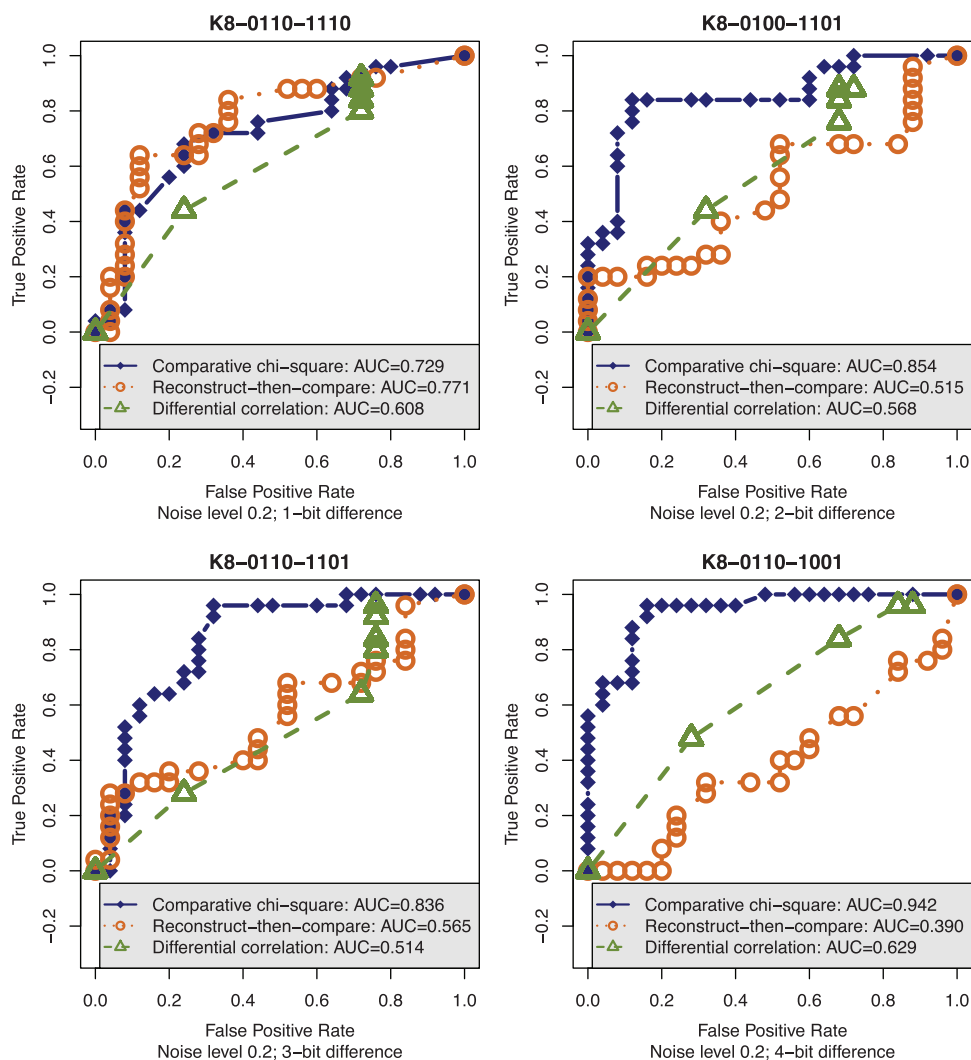 K8−0110−1110
True Positive Rate
1.0
0.8
0.6
0.4
0.2
0.0
−0.2
Comparative chi−square: AUC=0.729
Reconstruct−then−compare: AUC=0.771
Differential correlation: AUC=0.608
0.0 0.2 0.4 0.6 0.8 1.0
False Positive Rate
Noise level 0.2; 1−bit difference
K8−0100−1101
True Positive Rate
1.0
0.8
0.6
0.4
0.2
0.0
−0.2
Comparative chi−square: AUC=0.854
Reconstruct−then−compare: AUC=0.515
Differential correlation: AUC=0.568
0.0 0.2 0.4 0.6 0.8 1.0
False Positive Rate
Noise level 0.2; 2−bit difference
K8−0110−1101
True Positive Rate
1.0
0.8
0.6
0.4
0.2
0.0
−0.2
Comparative chi−square: AUC=0.836
Reconstruct−then−compare: AUC=0.565
Differential correlation: AUC=0.514
0.0 0.2 0.4 0.6 0.8 1.0
False Positive Rate
Noise level 0.2; 3−bit difference
K8−0110−1001
True Positive Rate
1.0
0.8
0.6
0.4
0.2
0.0
−0.2
Comparative chi−square: AUC=0.942
Reconstruct−then−compare: AUC=0.390
Differential correlation: AUC=0.629
0.0 0.2 0.4 0.6 0.8 1.0
False Positive Rate
Noise level 0.2; 4−bit difference